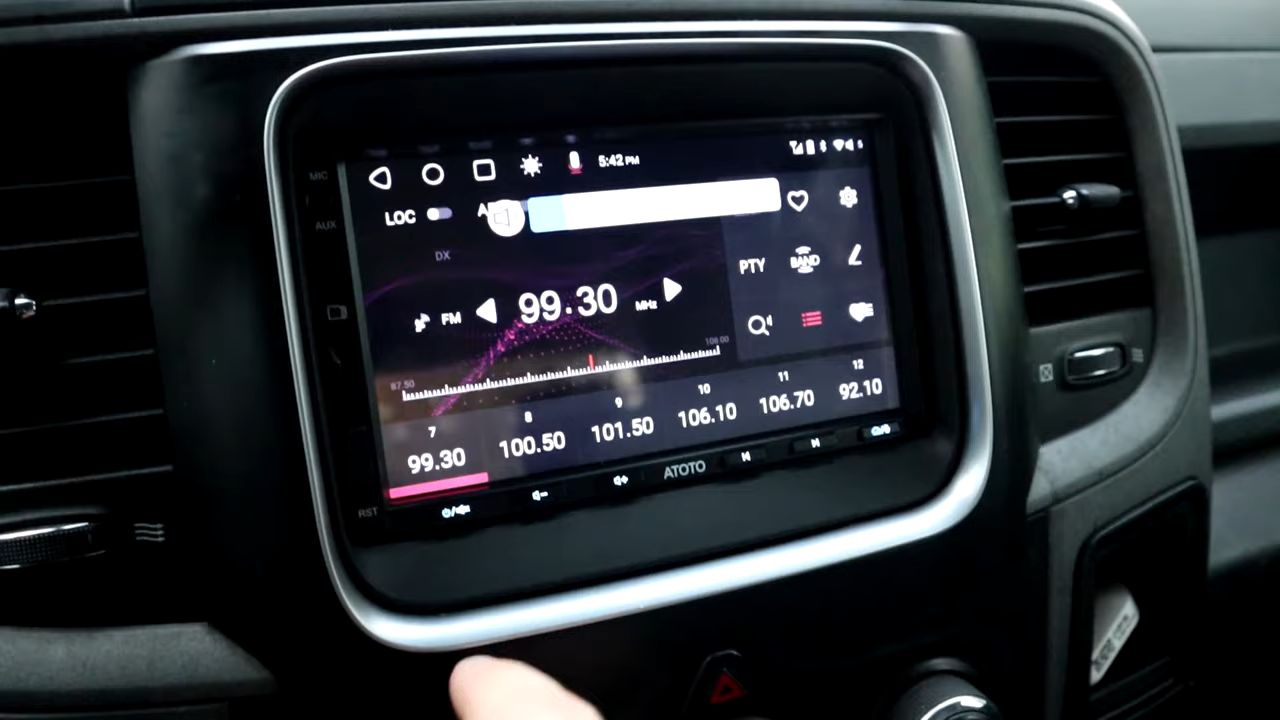 MIC
5:42 PM
LOC
AUX
DX
PTY
BAND
FM
99.30
MHz
87.50
108.00
7
8
9
10
11
12
99.30
100.50
101.50
106.10
106.70
92.10
ATOTO
RST